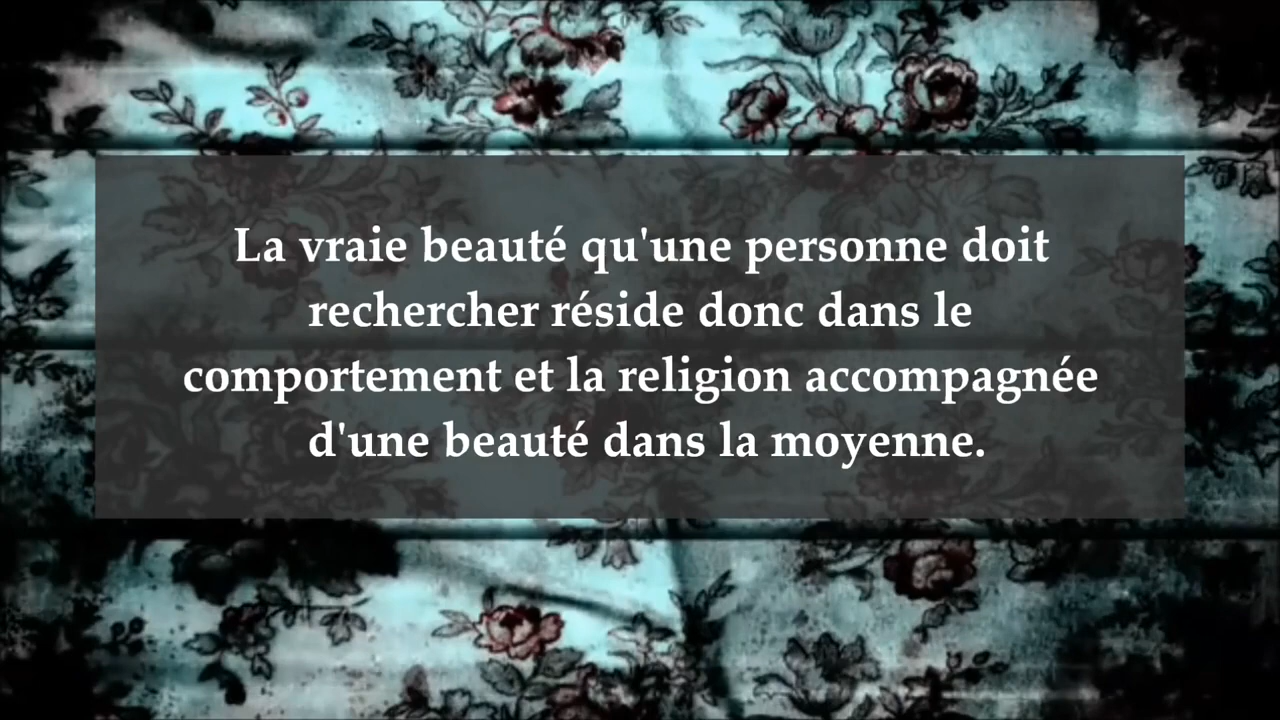 La vraie beauté qu'une personne doit
rechercher réside donc dans le
comportement et la religion accompagnée
d'une beauté dans la moyenne.